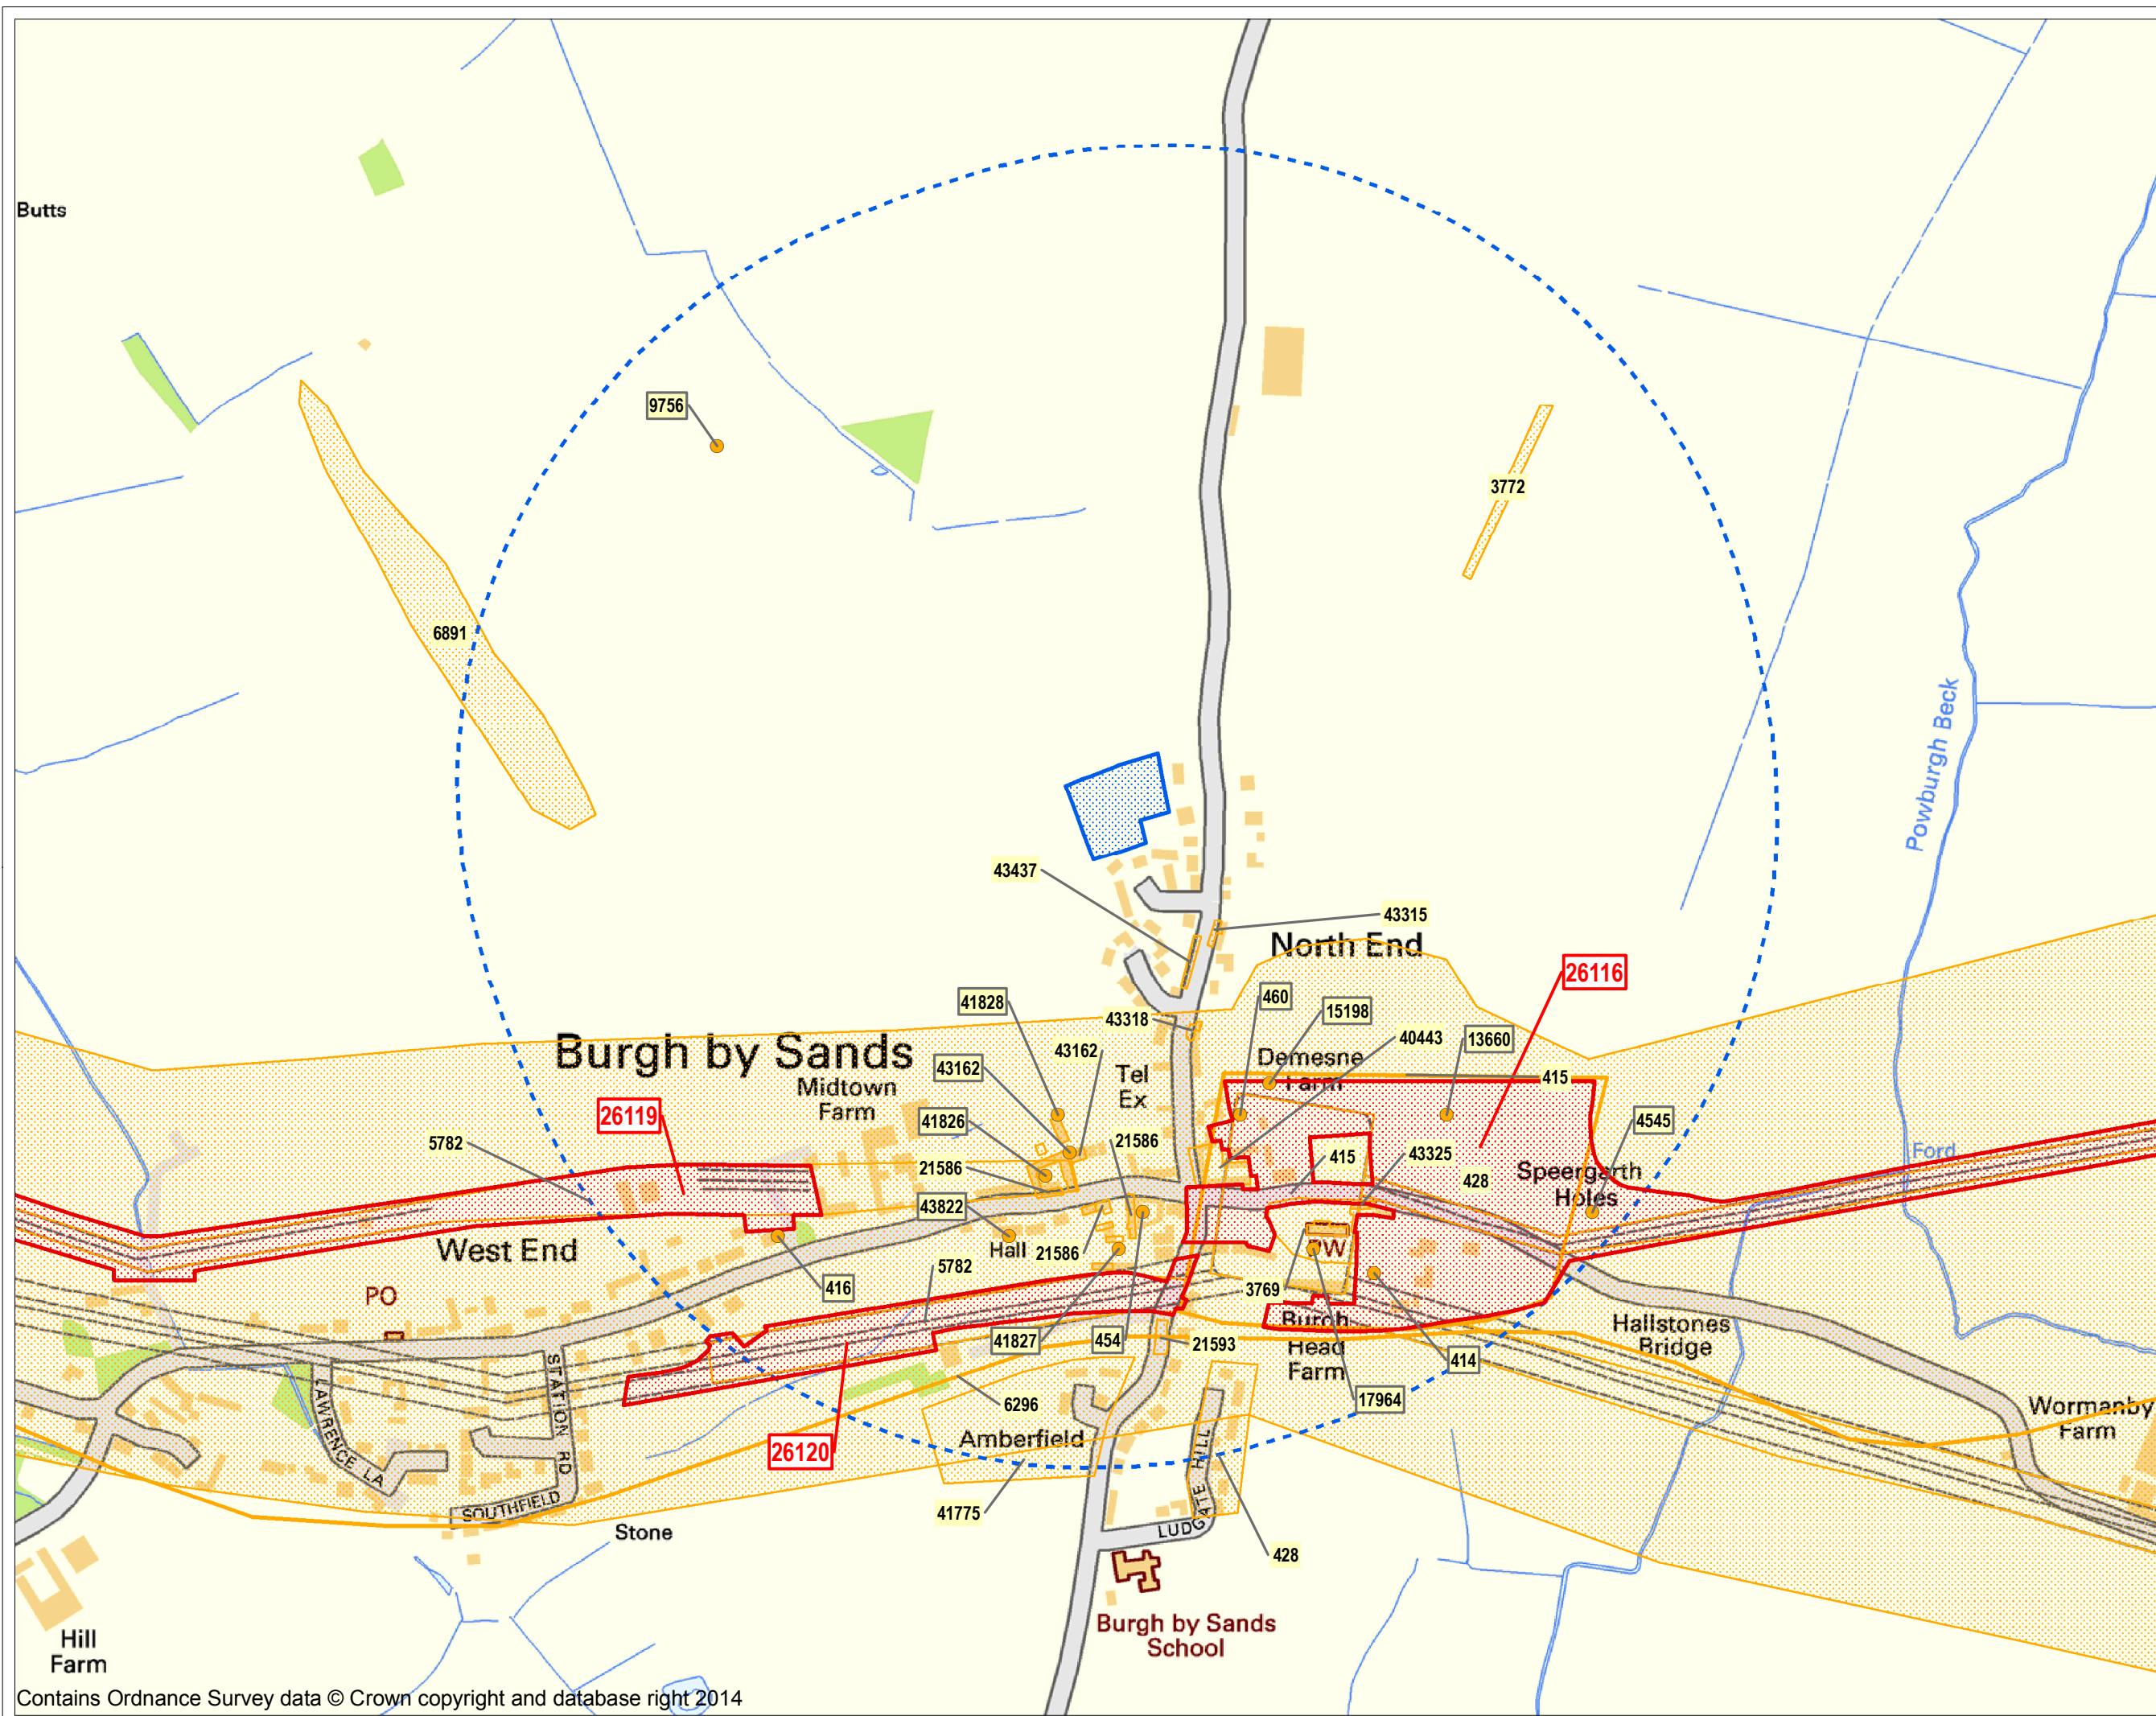 Butts
9756
3772
6891
Powburgh Beck
43437
43315
North End
26116
41828
460
15198
43318
40443
13660
Burgh by Sands
43162
Demesne
Farm
43162
Tel
Ex
415
Midtown
Farm
26119
41826
21586
4545
5782
Ford
415
43325
21586
428
Speergarth
Holes
43822
West End
Hall
21586
PW
5782
416
3769
PO
Burgh
Head
Farm
Hallstones
Bridge
41827
454
21593
414
STATION RD
LAWRENCE LA
6296
17964
Wormanby
Farm
Amberfield
26120
LUDGATE HILL
SOUTHFIELD
41775
Stone
428
Burgh by Sands
School
Hill
Farm
Contains Ordnance Survey data © Crown copyright and database right 2014